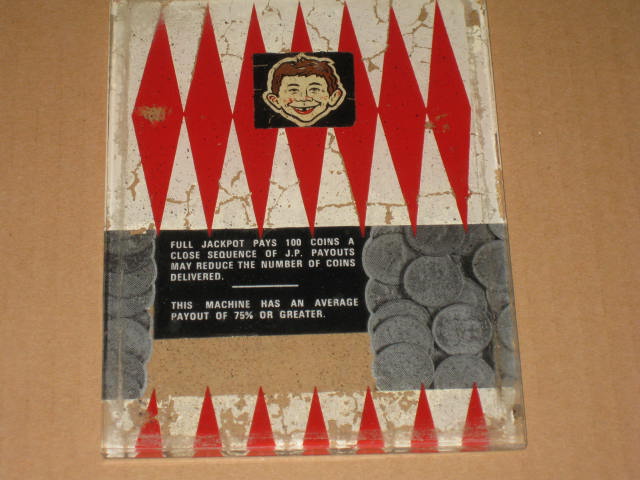 FULL JACKPOT PAYS 100 COINS A
CLOSE SEQUENCE OF J.P. PAYOUTS
MAY REDUCE THE NUMBER OF COINS
DELIVERED.
THIS MACHINE HAS AN AVERAGE
PAYOUT OF 75% OR GREATER.